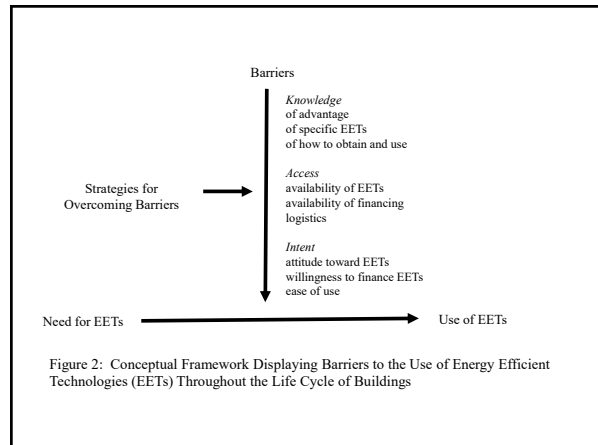 Barriers
Knowledge
of advantage
of specific EETs
of how to obtain and use
Access
availability of EETs
availability of financing
logistics
Strategies for
Overcoming Barriers
Intent
attitude toward EETs
willingness to finance EETs
ease of use
Need for EETs
Use of EETs
Figure 2:  Conceptual Framework Displaying Barriers to the Use of Energy Efficient
Technologies (EETs) Throughout the Life Cycle of Buildings